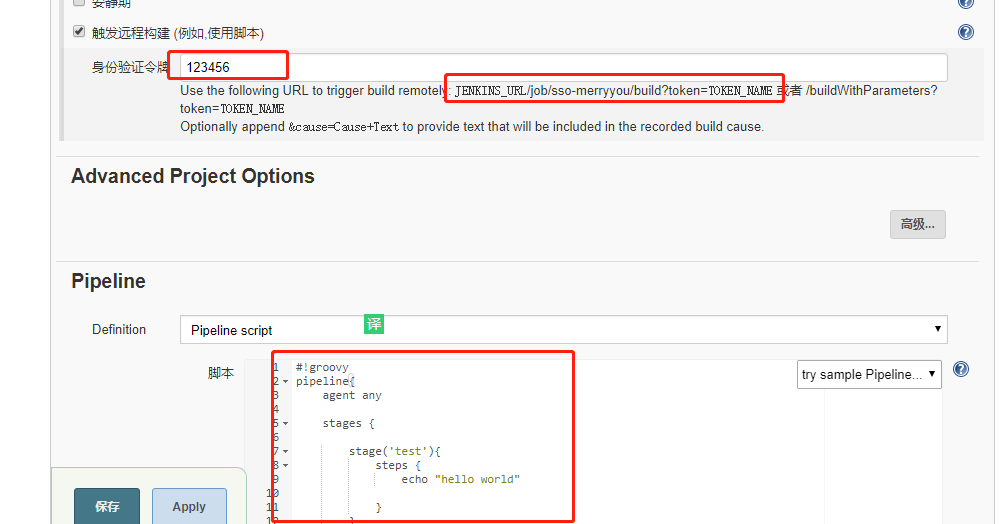 安静期
触发远程构建 (例如,使用脚本)
身份验证令牌
123456
Use the following URL to trigger build remotely: JENKINS_URL/job/sso-merryyou/build?token=TOKEN_NAME 或者 /buildWithParameters?
token=TOKEN_NAME
Optionally append &cause=Cause+Text to provide text that will be included in the recorded build cause.
Advanced Project Options
高级...
Pipeline
Definition
Pipeline script
译
脚本
try sample Pipeline...
1 #!groovy
2 pipeline{
3 agent any
4
5 stages {
6
7 stage('test'){
8 steps {
9 echo "hello world"
10
11 }
12 }
保存
Apply